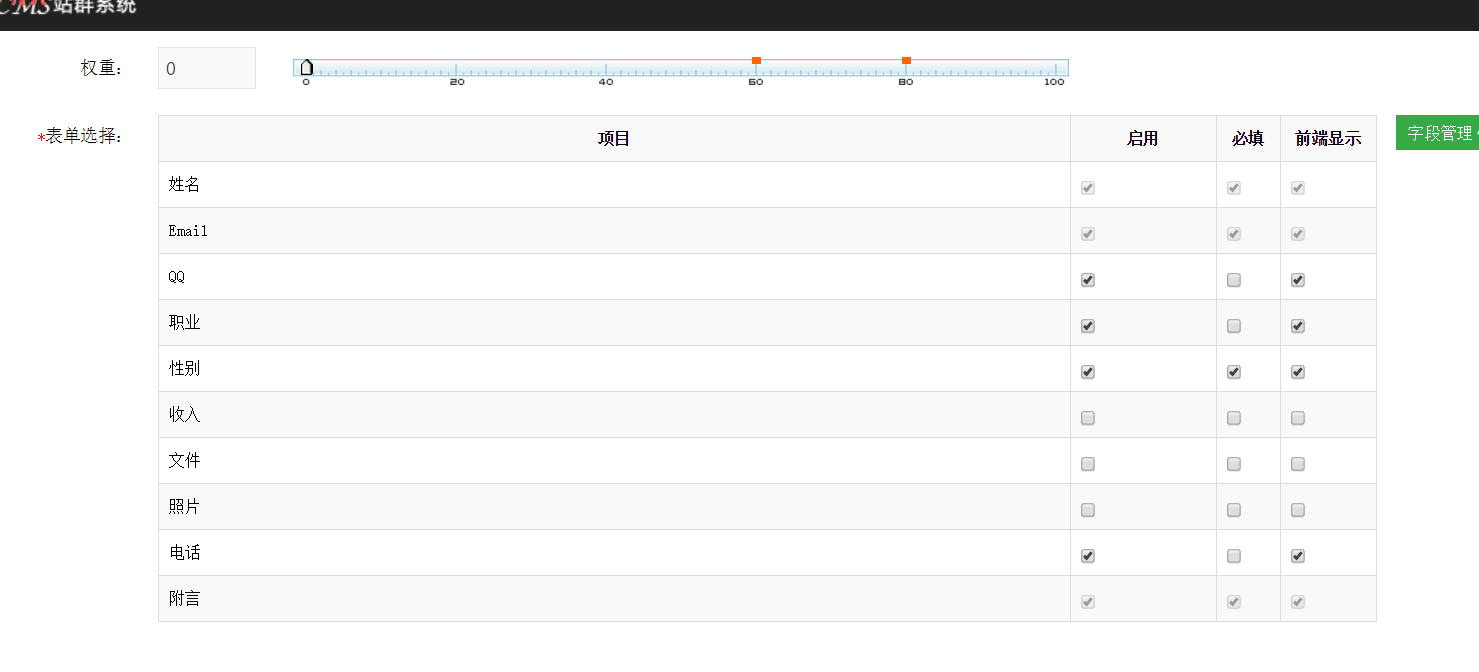 CMS站群系统
权重： 0
0 20 40 60 80 100
*表单选择： 项目 启用 必填 前端显示 字段管理
姓名
Email
QQ
职业
性别
收入
文件
照片
电话
附言